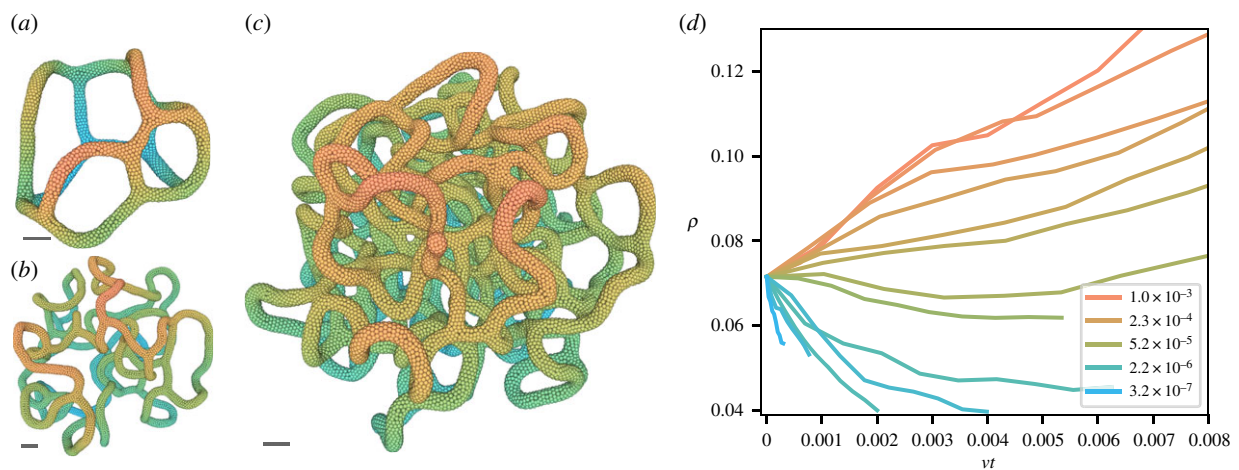 (a)
(b)
(c)
(d)
0.12
0.10
ρ
0.08
0.06
0.04
1.0 × 10⁻³
2.3 × 10⁻⁴
5.2 × 10⁻⁵
2.2 × 10⁻⁶
3.2 × 10⁻⁷
0 0.001 0.002 0.003 0.004 0.005 0.006 0.007 0.008
vt